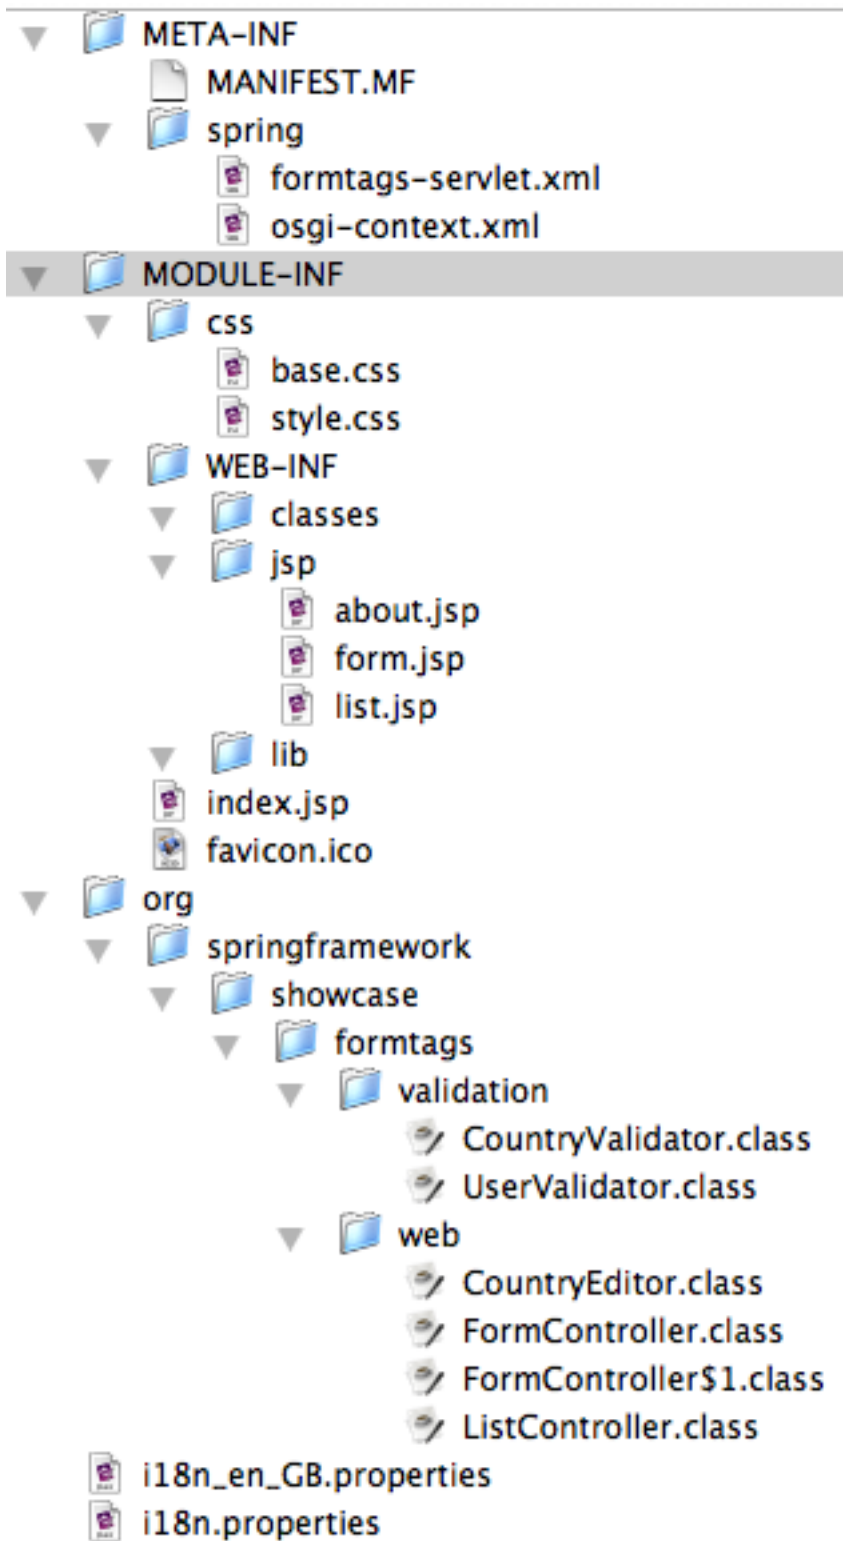 META-INF
MANIFEST.MF
spring
formtags-servlet.xml
osgi-context.xml
MODULE-INF
css
base.css
style.css
WEB-INF
classes
jsp
about.jsp
form.jsp
list.jsp
lib
index.jsp
favicon.ico
org
springframework
showcase
formtags
validation
CountryValidator.class
UserValidator.class
web
CountryEditor.class
FormController.class
FormController$1.class
ListController.class
i18n_en_GB.properties
i18n.properties